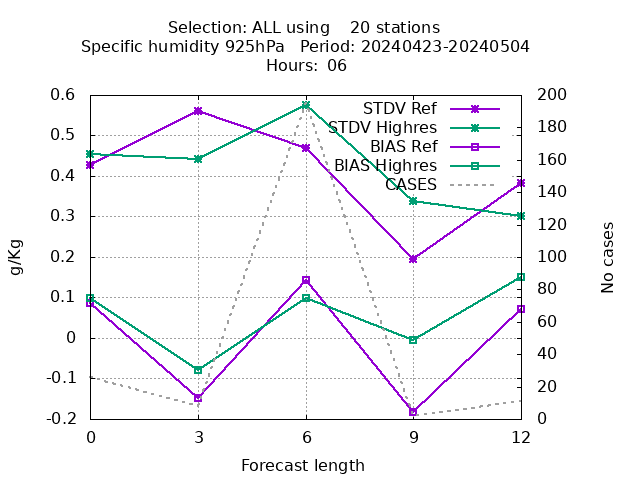 Selection: ALL using 20 stations
Specific humidity 925hPa Period: 20240423-20240504
Hours: 06
0.6
0.5
0.4
0.3
0.2
0.1
0
-0.1
-0.2
g/Kg
STDV Ref
STDV Highres
BIAS Ref
BIAS Highres
CASES
200
180
160
140
120
100
80
60
40
20
0
No cases
0 3 6 9 12
Forecast length